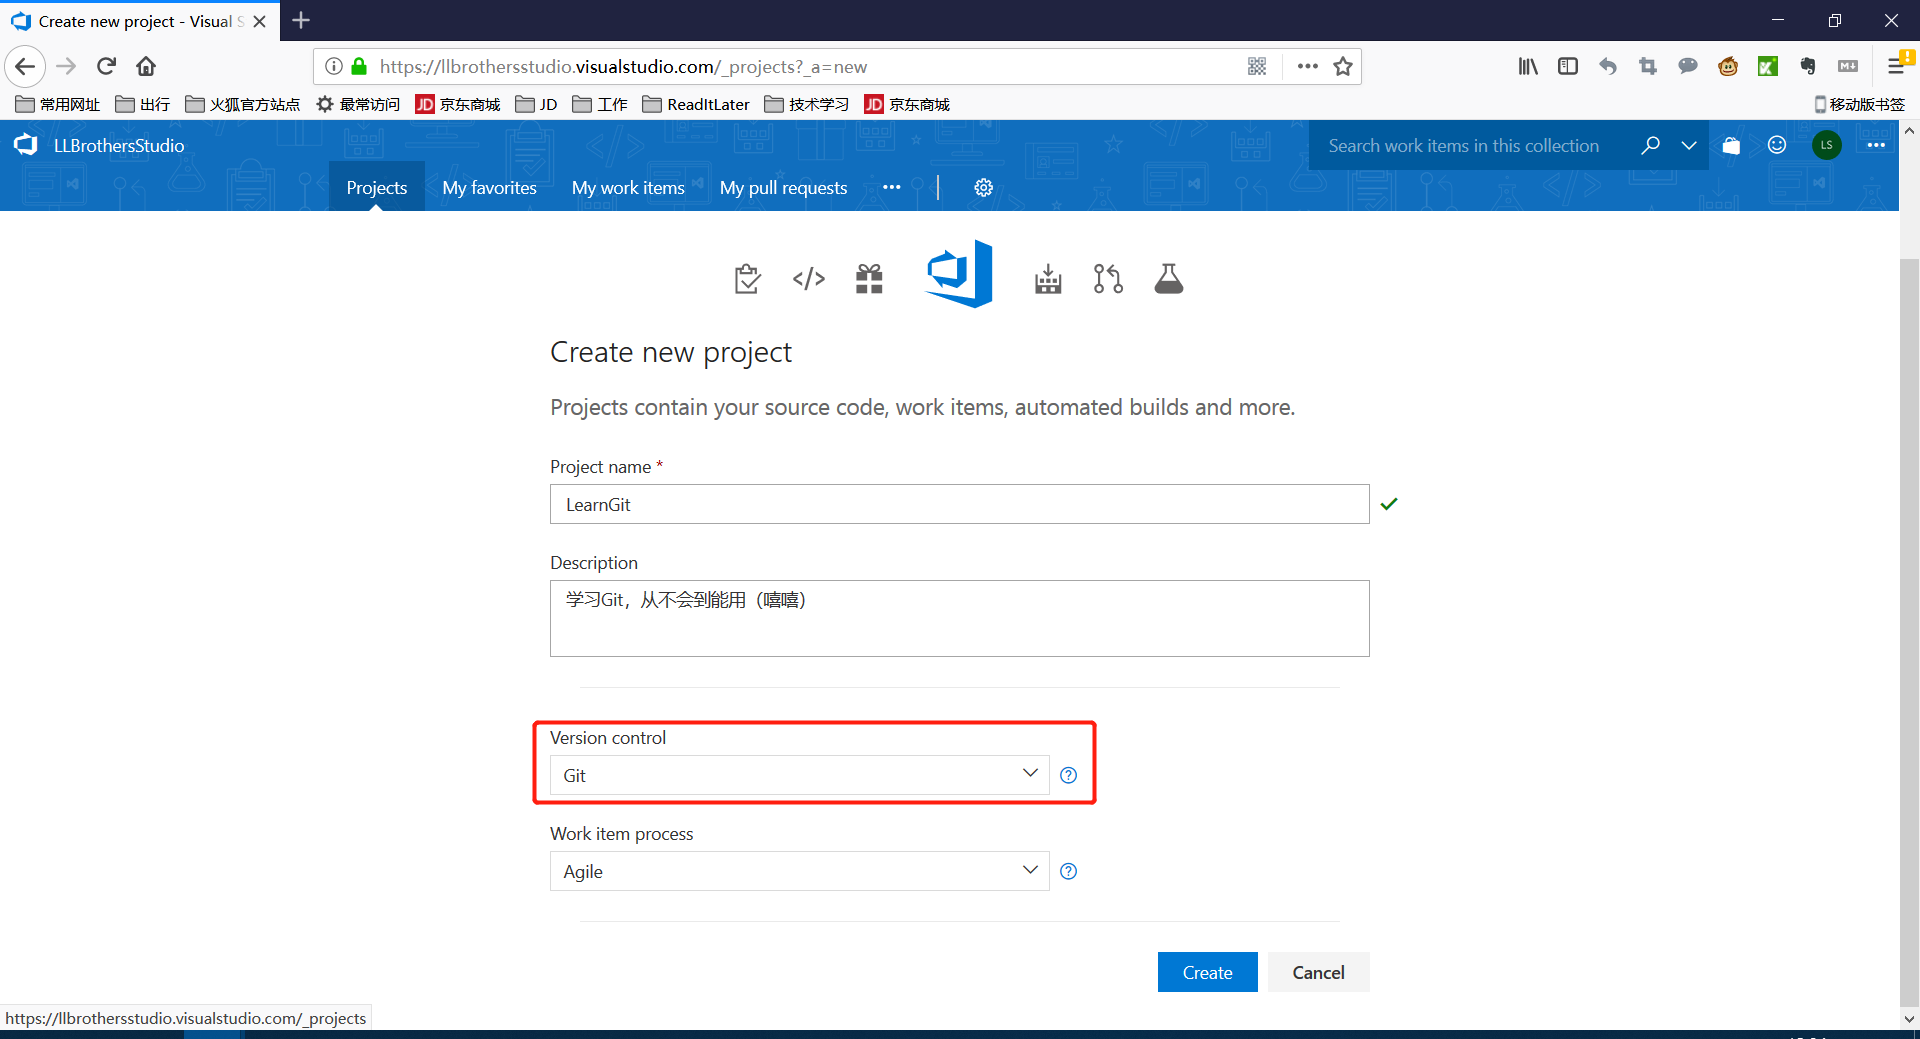 Create new project - Visual S
https://llbrothersstudio.visualstudio.com/_projects?_a=new
常用网址 出行 火狐官方站点 最常访问 JD 京东商城 JD 工作 ReadItLater 技术学习 JD 京东商城 移动版书签
LLBrothersStudio
Search work items in this collection
LS
Projects My favorites My work items My pull requests
Create new project
Projects contain your source code, work items, automated builds and more.
Project name *
LearnGit
Description
学习Git，从不会到能用（嘻嘻）
Version control
Git
Work item process
Agile
Create Cancel
https://llbrothersstudio.visualstudio.com/_projects